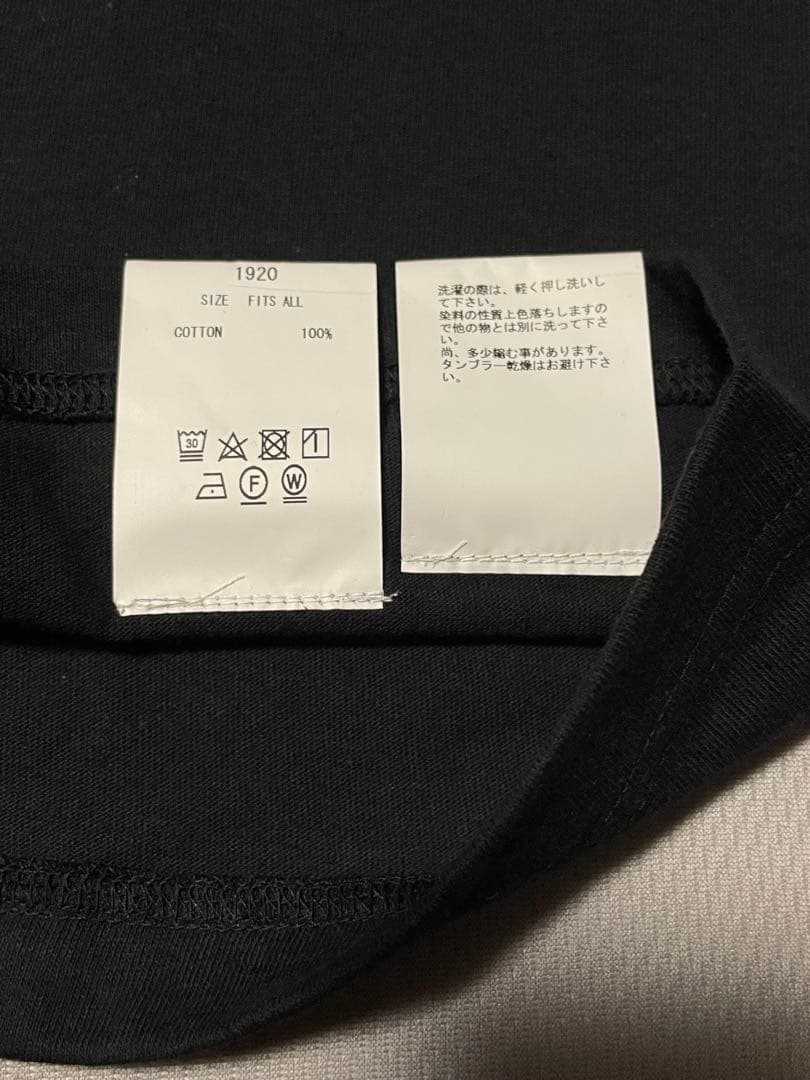 1920
SIZE FITS ALL
COTTON 100%
30
F W
洗濯の際は、軽く押し洗いし
て下さい。
染料の性質上色落ちしますの
で他の物とは別に洗って下さ
い。
尚、多少縮む事があります。
タンブラー乾燥はお避け下さ
い。